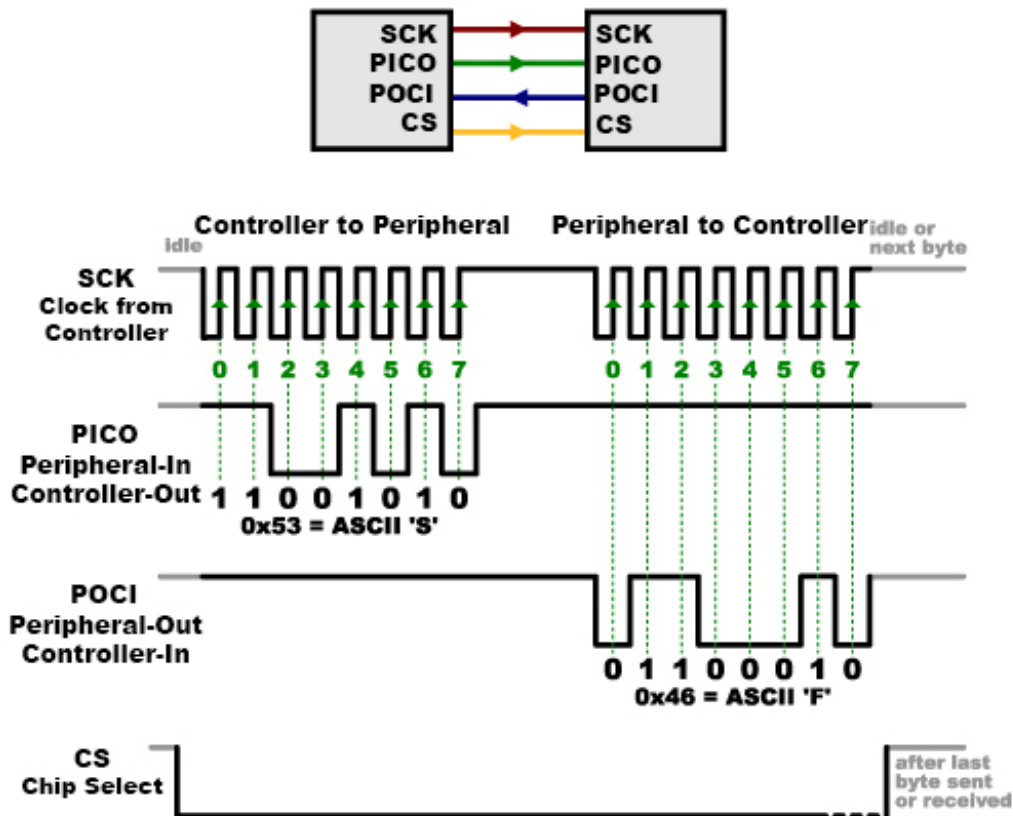 SCK SCK
PICO PICO
POCI POCI
CS CS
Controller to Peripheral
Peripheral to Controller
idle
idle or
next byte
SCK
Clock from
Controller
0 1 2 3 4 5 6 7
0 1 2 3 4 5 6 7
PICO
Peripheral-In
Controller-Out
1 1 0 0 1 0 1 0
0x53 = ASCII 'S'
POCI
Peripheral-Out
Controller-In
0 1 1 0 0 0 1 0
0x46 = ASCII 'F'
CS
Chip Select
after last
byte sent
or received